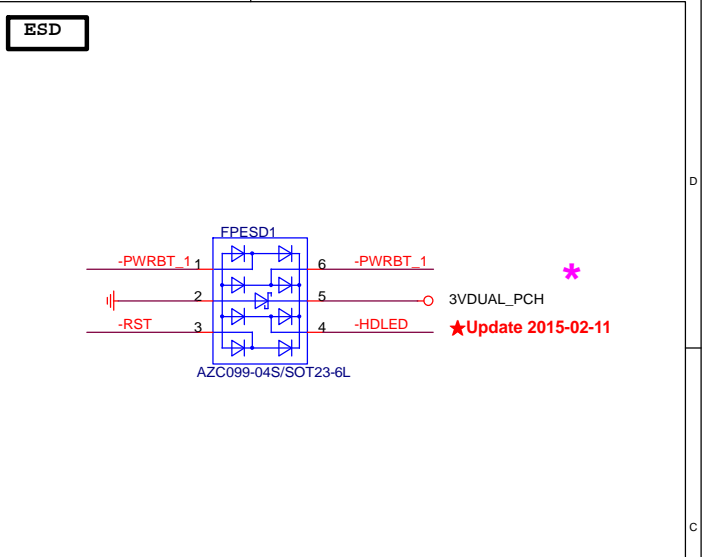 ESD
D
FPESD1
-PWRBT_1 1 6 -PWRBT_1
*
2 5 3VDUAL_PCH
-RST 3 4 -HDLED ★Update 2015-02-11
AZC099-04S/SOT23-6L
C